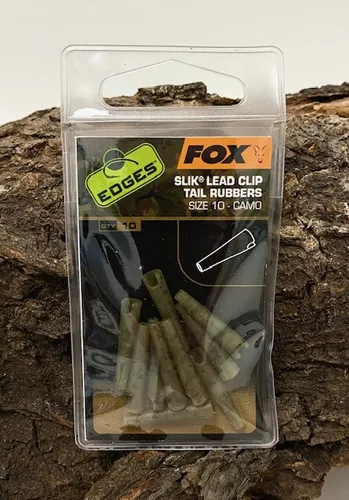 EDGES
FOX
SLIK® LEAD CLIP
TAIL RUBBERS
SIZE 10 - CAMO
QTY 10